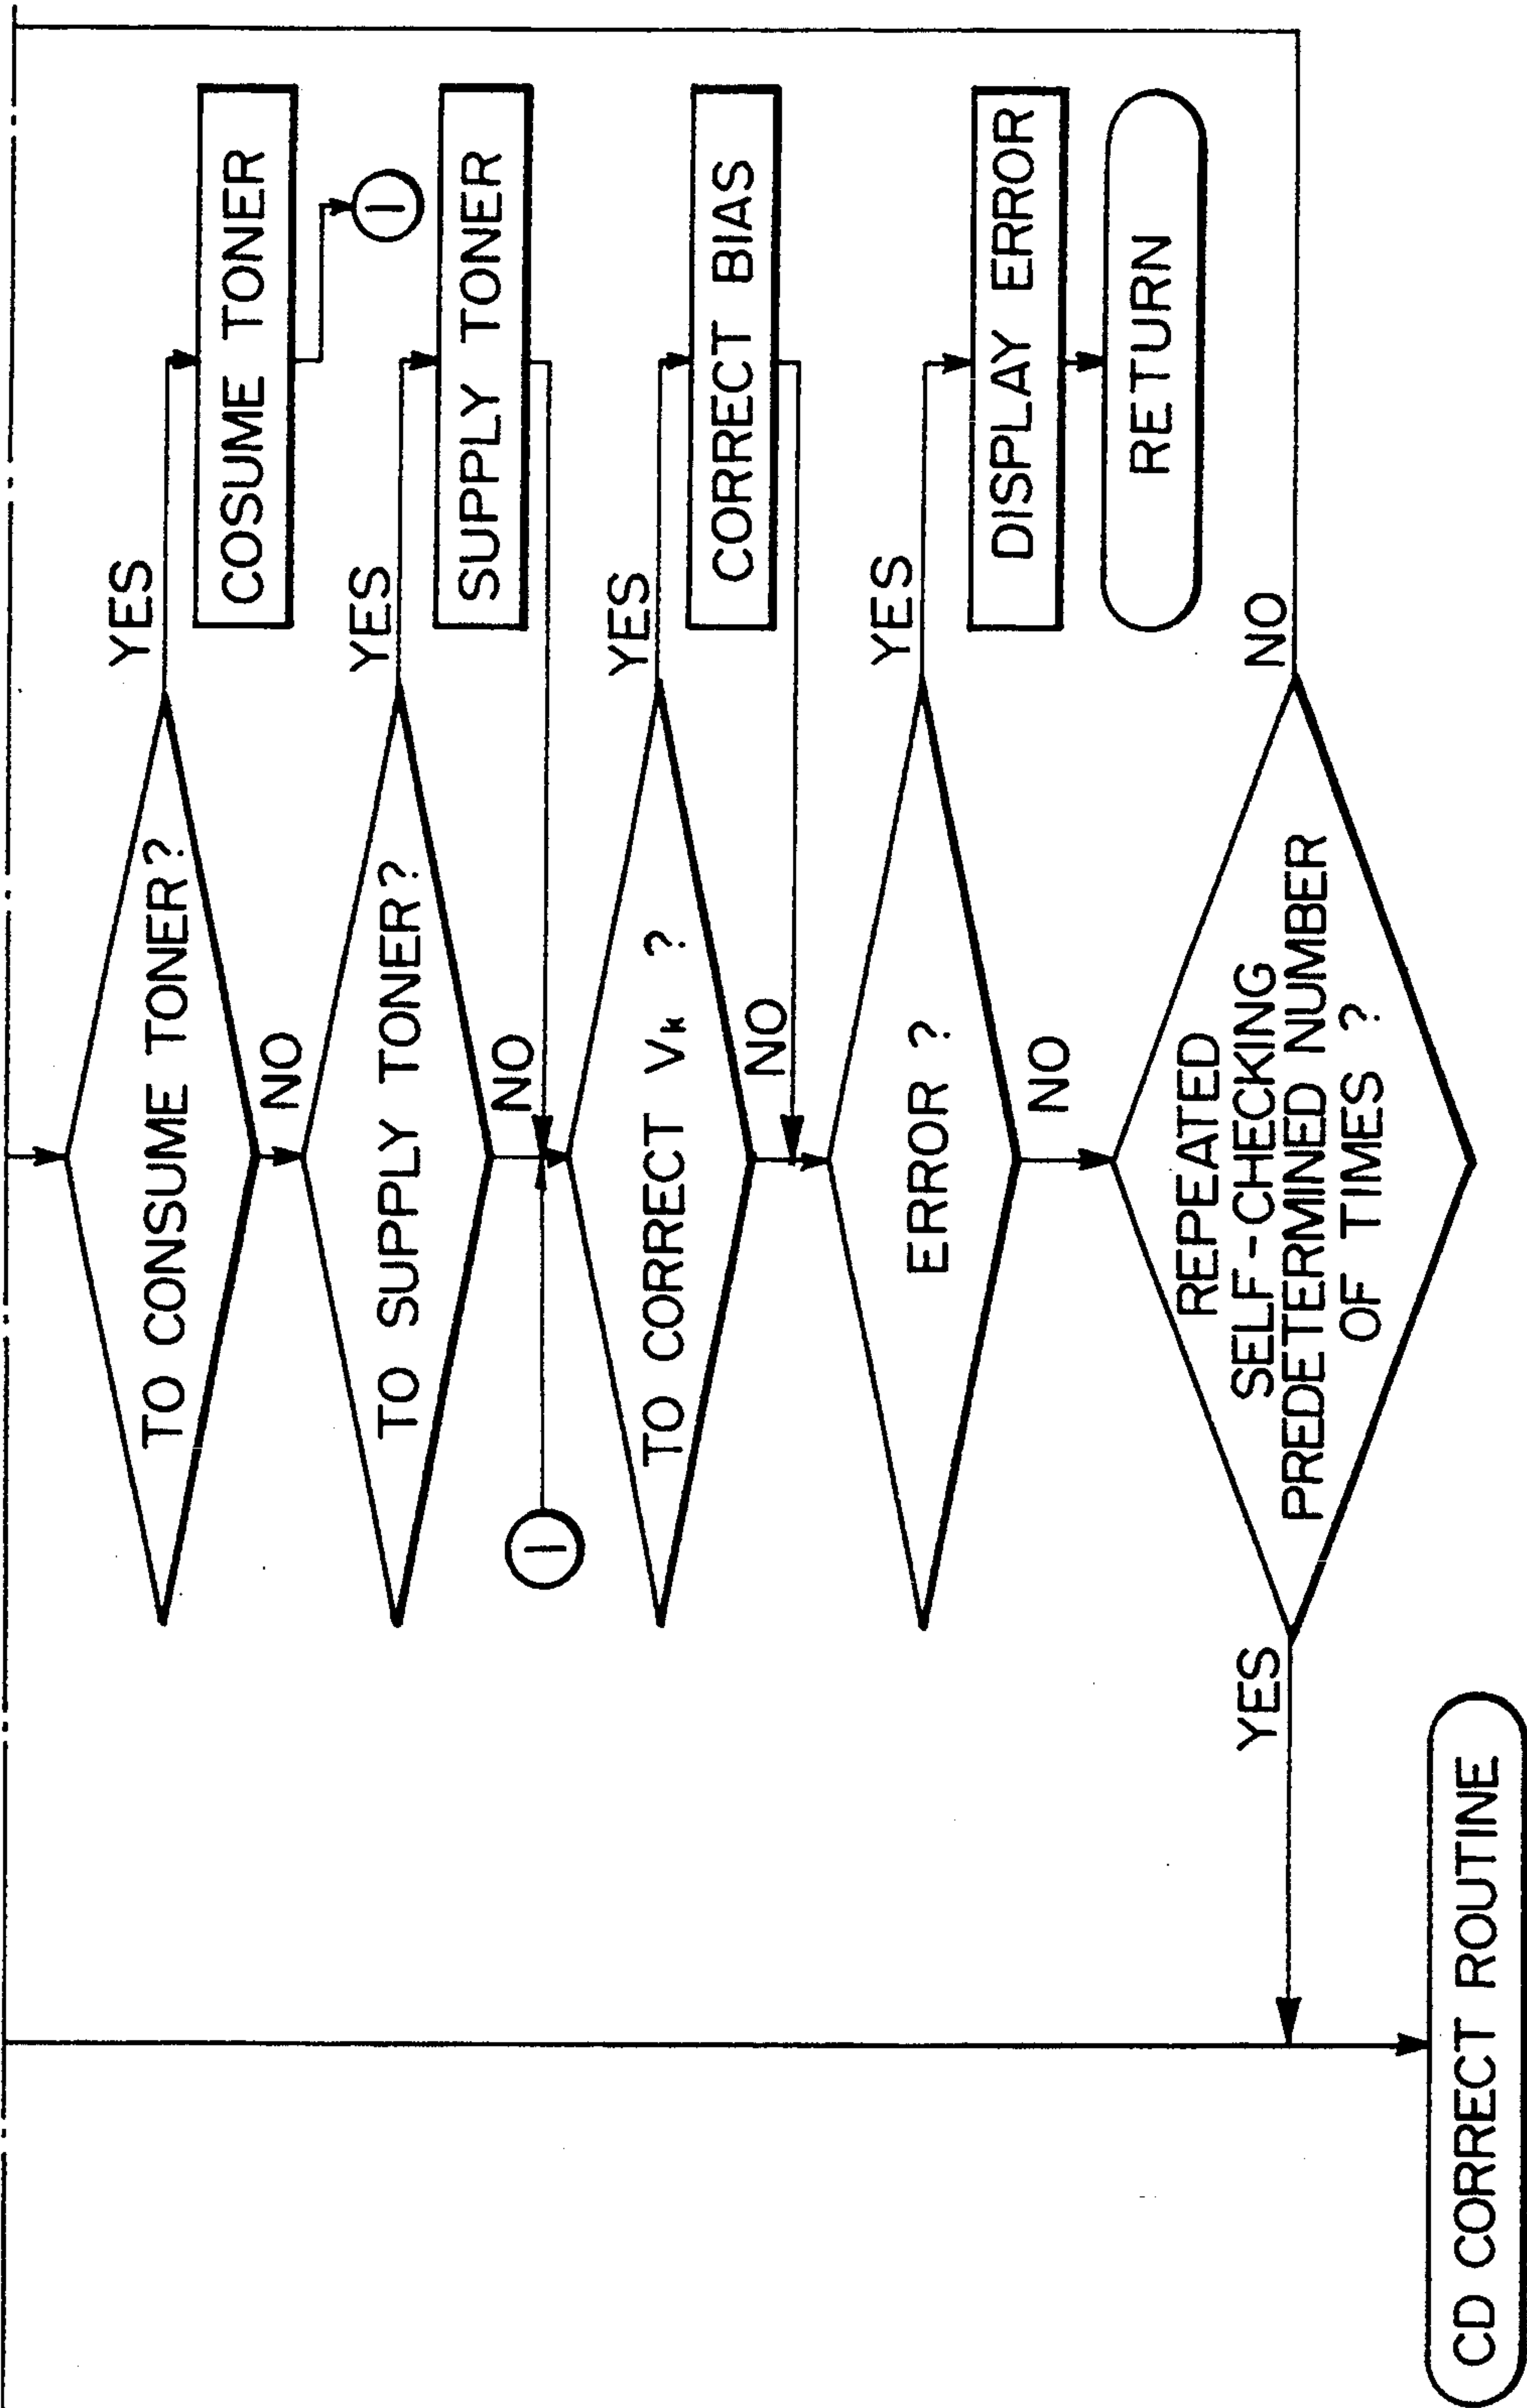 TO CONSUME TONER?
YES
COSUME TONER
1
NO
TO SUPPLY TONER?
YES
SUPPLY TONER
NO
1
TO CORRECT Vk ?
YES
CORRECT BIAS
NO
ERROR ?
YES
DISPLAY ERROR
RETURN
NO
REPEATED
SELF-CHECKING
PREDETERMINED NUMBER
OF TIMES ?
NO
YES
CD CORRECT ROUTINE